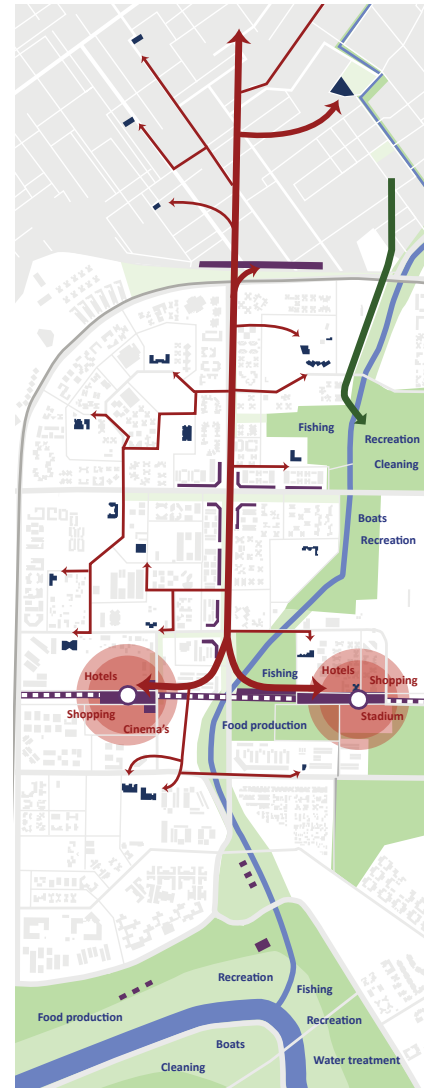 Fishing
Recreation
Cleaning
Boats
Recreation
Hotels
Fishing
Hotels
Shopping
Shopping
Cinema's
Food production
Stadium
Recreation
Fishing
Food production
Recreation
Boats
Water treatment
Cleaning